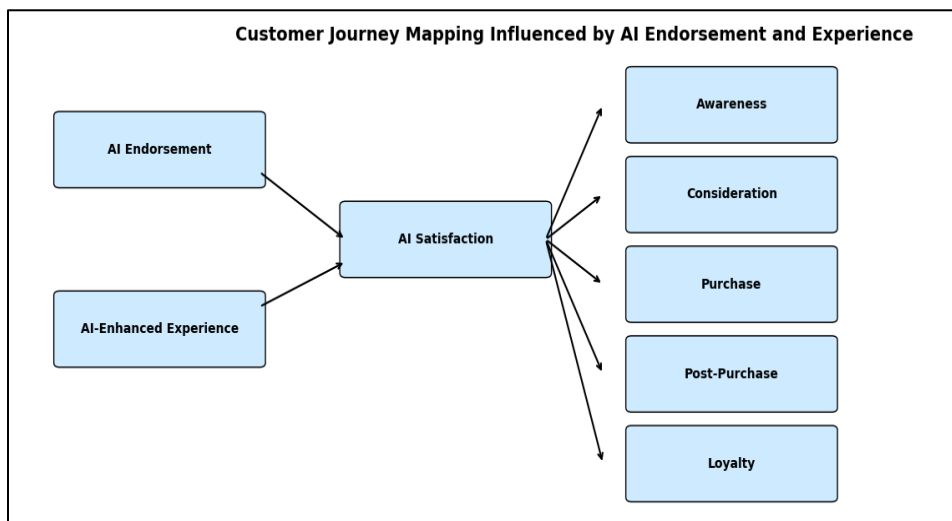 Customer Journey Mapping Influenced by AI Endorsement and Experience
AI Endorsement
AI-Enhanced Experience
AI Satisfaction
Awareness
Consideration
Purchase
Post-Purchase
Loyalty